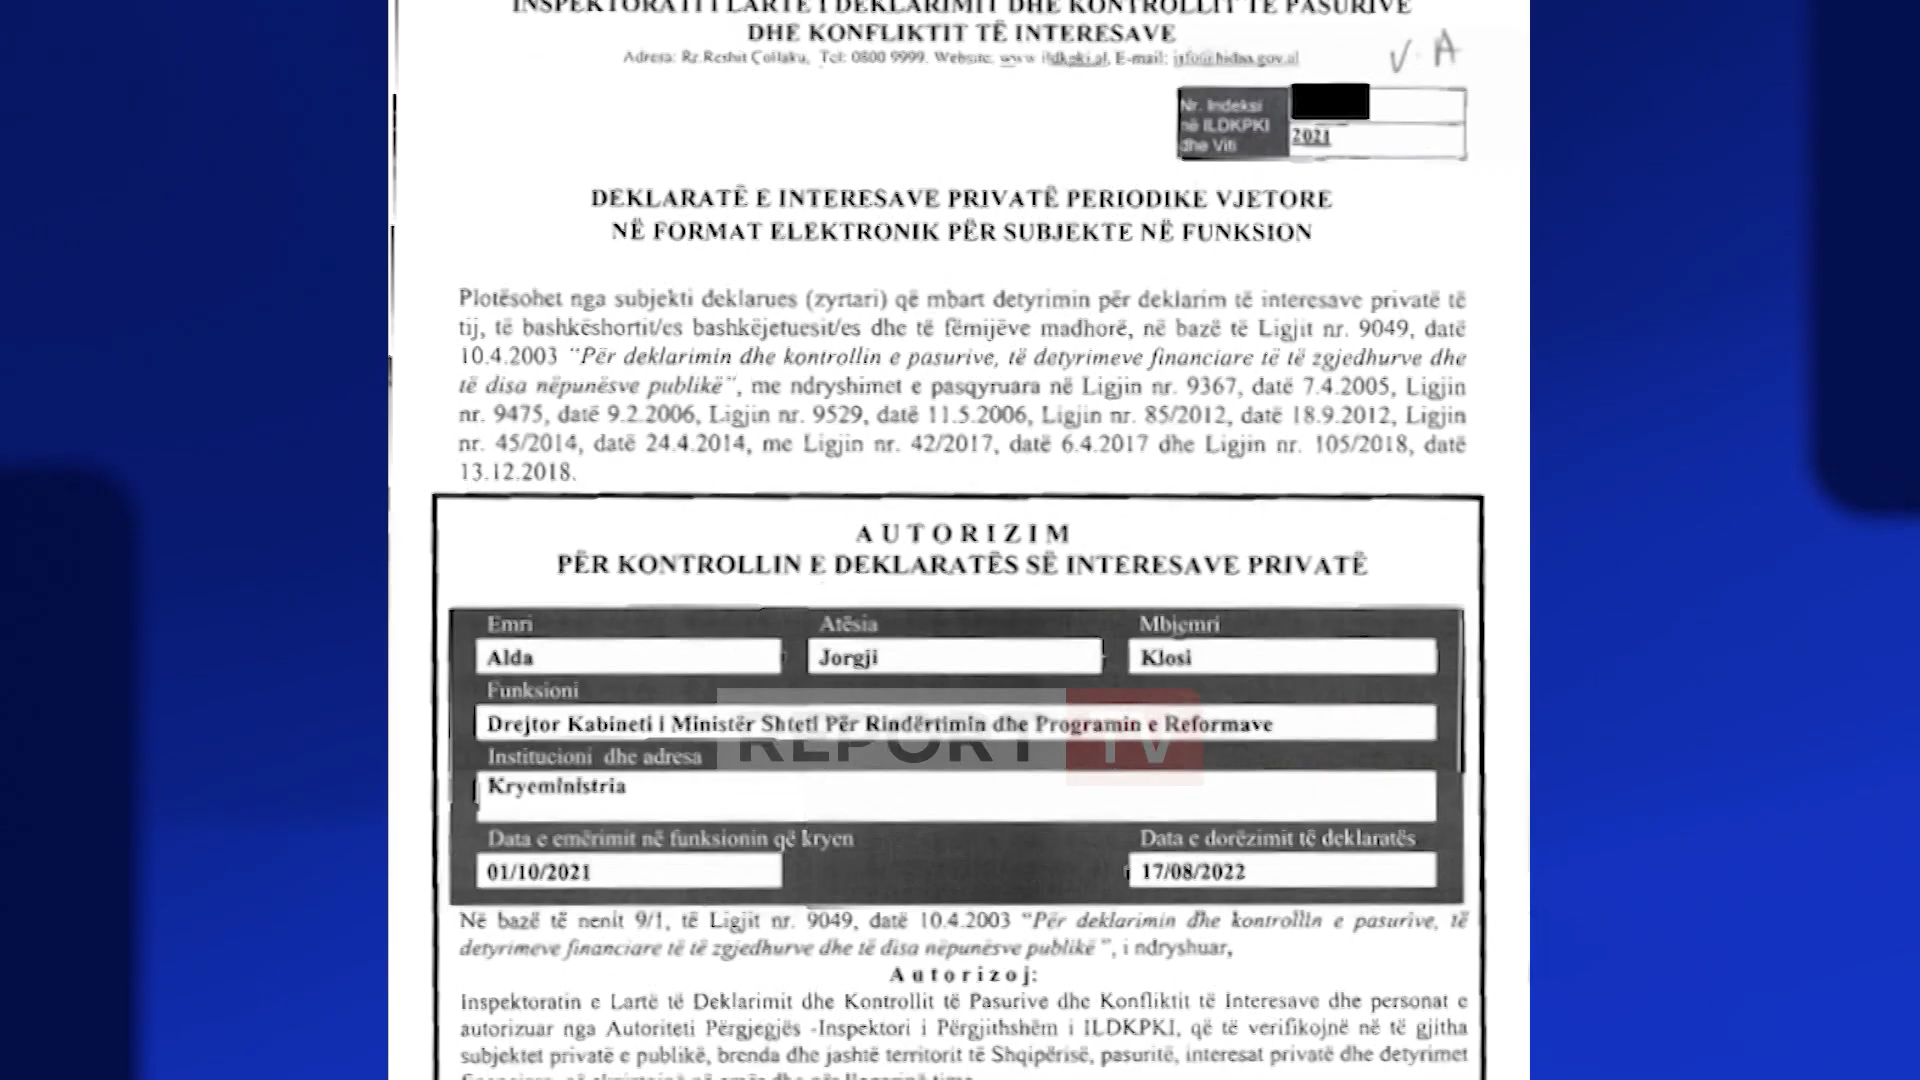 INSPEKTORATI I LARTË I DEKLARIMIT DHE KONTROLLIT TË PASURIVE
DHE KONFLIKTIT TË INTERESAVE
Adresa: Rr.Reshit Çollaku, Tel: 0800 9999, Website: www.ildkpki.al, E-mail: info@hidaa.gov.al
V. A
Nr. Indeksi
në ILDKPKI
dhe Viti
2021
DEKLARATË E INTERESAVE PRIVATË PERIODIKE VJETORE
NË FORMAT ELEKTRONIK PËR SUBJEKTE NË FUNKSION
Plotësohet nga subjekti deklarues (zyrtari) që mbart detyrimin për deklarim të interesave privatë të
tij, të bashkëshortit/es bashkëjetuesit/es dhe të fëmijëve madhorë, në bazë të Ligjit nr. 9049, datë
10.4.2003 "Për deklarimin dhe kontrollin e pasurive, të detyrimeve financiare të të zgjedhurve dhe
të disa nëpunësve publikë", me ndryshimet e pasqyruara në Ligjin nr. 9367, datë 7.4.2005, Ligjin
nr. 9475, datë 9.2.2006, Ligjin nr. 9529, datë 11.5.2006, Ligjin nr. 85/2012, datë 18.9.2012, Ligjin
nr. 45/2014, datë 24.4.2014, me Ligjin nr. 42/2017, datë 6.4.2017 dhe Ligjin nr. 105/2018, datë
13.12.2018.
AUTORIZIM
PËR KONTROLLIN E DEKLARATËS SË INTERESAVE PRIVATË
Emri Atësia Mbiemri
Alda Jorgji Klosi
Funksioni
Drejtor Kabineti i Ministër Shteti Për Rindërtimin dhe Programin e Reformave
REPORT TV
Institucioni dhe adresa
Kryeministria
Data e emërimit në funksionin që kryen Data e dorëzimit të deklaratës
01/10/2021 17/08/2022
Në bazë të nenit 9/1, të Ligjit nr. 9049, datë 10.4.2003 "Për deklarimin dhe kontrollin e pasurive, të
detyrimeve financiare të të zgjedhurve dhe të disa nëpunësve publikë ", i ndryshuar,
Autorizoj:
Inspektoratin e Lartë të Deklarimit dhe Kontrollit të Pasurive dhe Konfliktit të Interesave dhe personat e
autorizuar nga Autoriteti Përgjegjës -Inspektori i Përgjithshëm i ILDKPKI, që të verifikojnë në të gjitha
subjektet privatë e publikë, brenda dhe jashtë territorit të Shqipërisë, pasuritë, interesat privatë dhe detyrimet